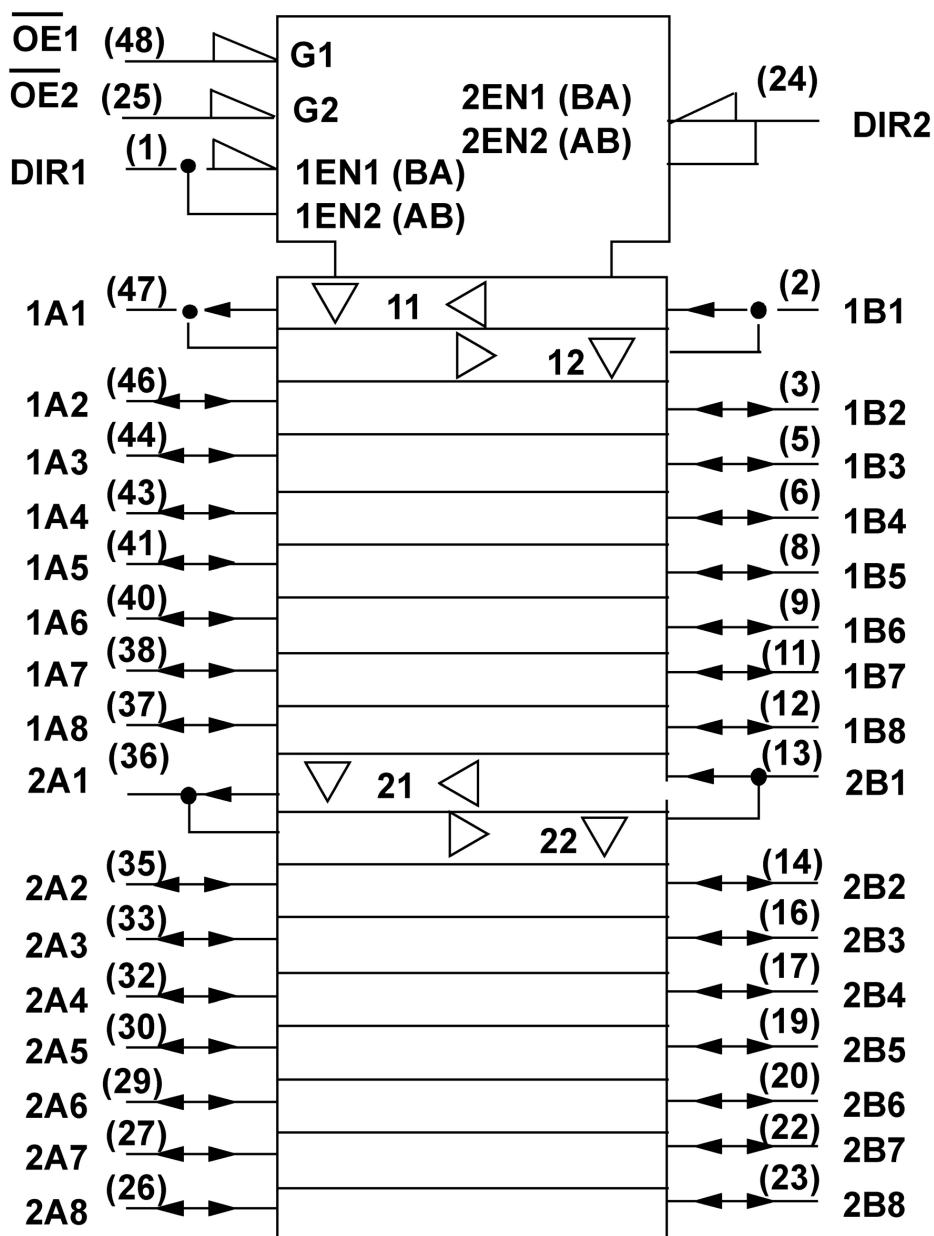 OE1 (48) G1
OE2 (25) G2
DIR1 (1) 1EN1 (BA)
1EN2 (AB)
2EN1 (BA) (24) DIR2
2EN2 (AB)
1A1 (47) 11 (2) 1B1
12
1A2 (46) (3) 1B2
1A3 (44) (5) 1B3
1A4 (43) (6) 1B4
1A5 (41) (8) 1B5
1A6 (40) (9) 1B6
1A7 (38) (11) 1B7
1A8 (37) (12) 1B8
2A1 (36) 21 (13) 2B1
22
2A2 (35) (14) 2B2
2A3 (33) (16) 2B3
2A4 (32) (17) 2B4
2A5 (30) (19) 2B5
2A6 (29) (20) 2B6
2A7 (27) (22) 2B7
2A8 (26) (23) 2B8